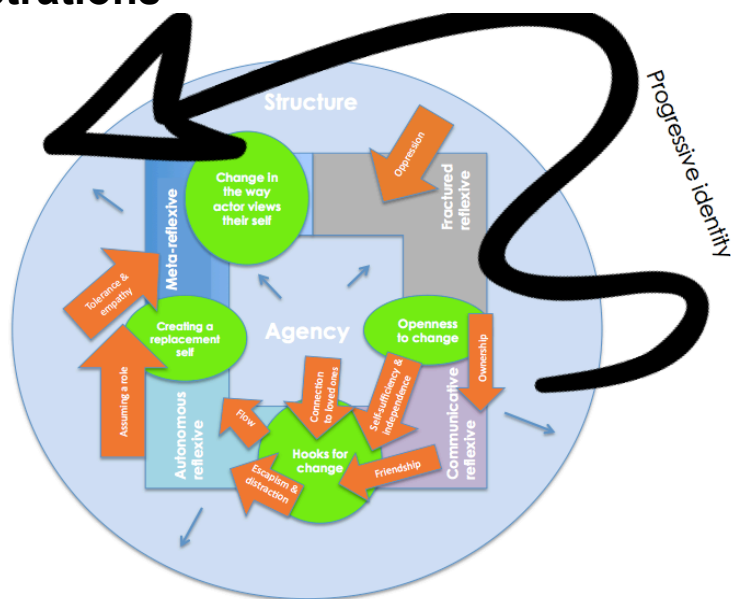 Structure
Oppression
Progressive identity
Change in
the way
actor views
their self
Fractured
reflexive
Meta-reflexive
Tolerance &
empathy
Agency
Creating a
replacement
self
Openness
to change
Ownership
Assuming a role
Connection
to loved ones
Self-sufficiency &
independence
Autonomous
reflexive
Flow
Communicative
reflexive
Hooks for
change
Friendship
Escapism &
distraction